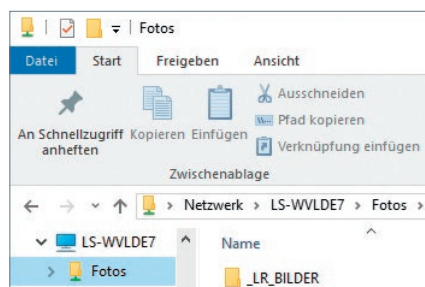 Fotos
Datei Start Freigeben Ansicht
An Schnellzugriff anheften
Kopieren
Einfügen
Ausschneiden
Pfad kopieren
Verknüpfung einfügen
Zwischenablage
Netzwerk > LS-WVLDE7 > Fotos >
LS-WVLDE7
Fotos
Name
_LR_BILDER